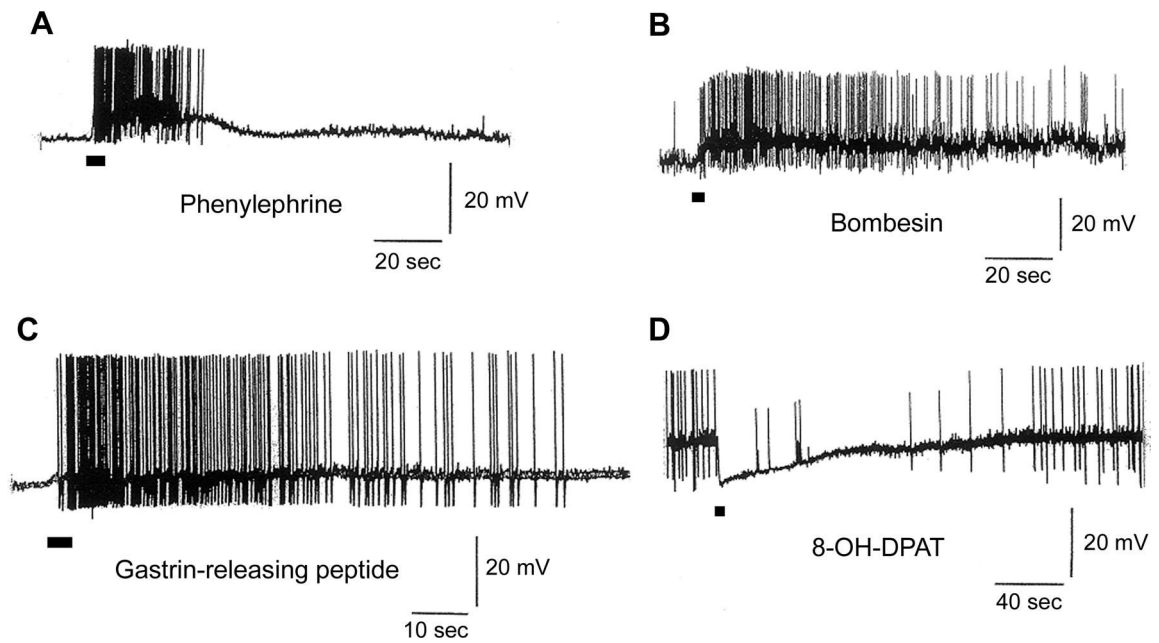 A
Phenylephrine
20 mV
20 sec
B
Bombesin
20 mV
20 sec
C
Gastrin-releasing peptide
20 mV
10 sec
D
8-OH-DPAT
20 mV
40 sec